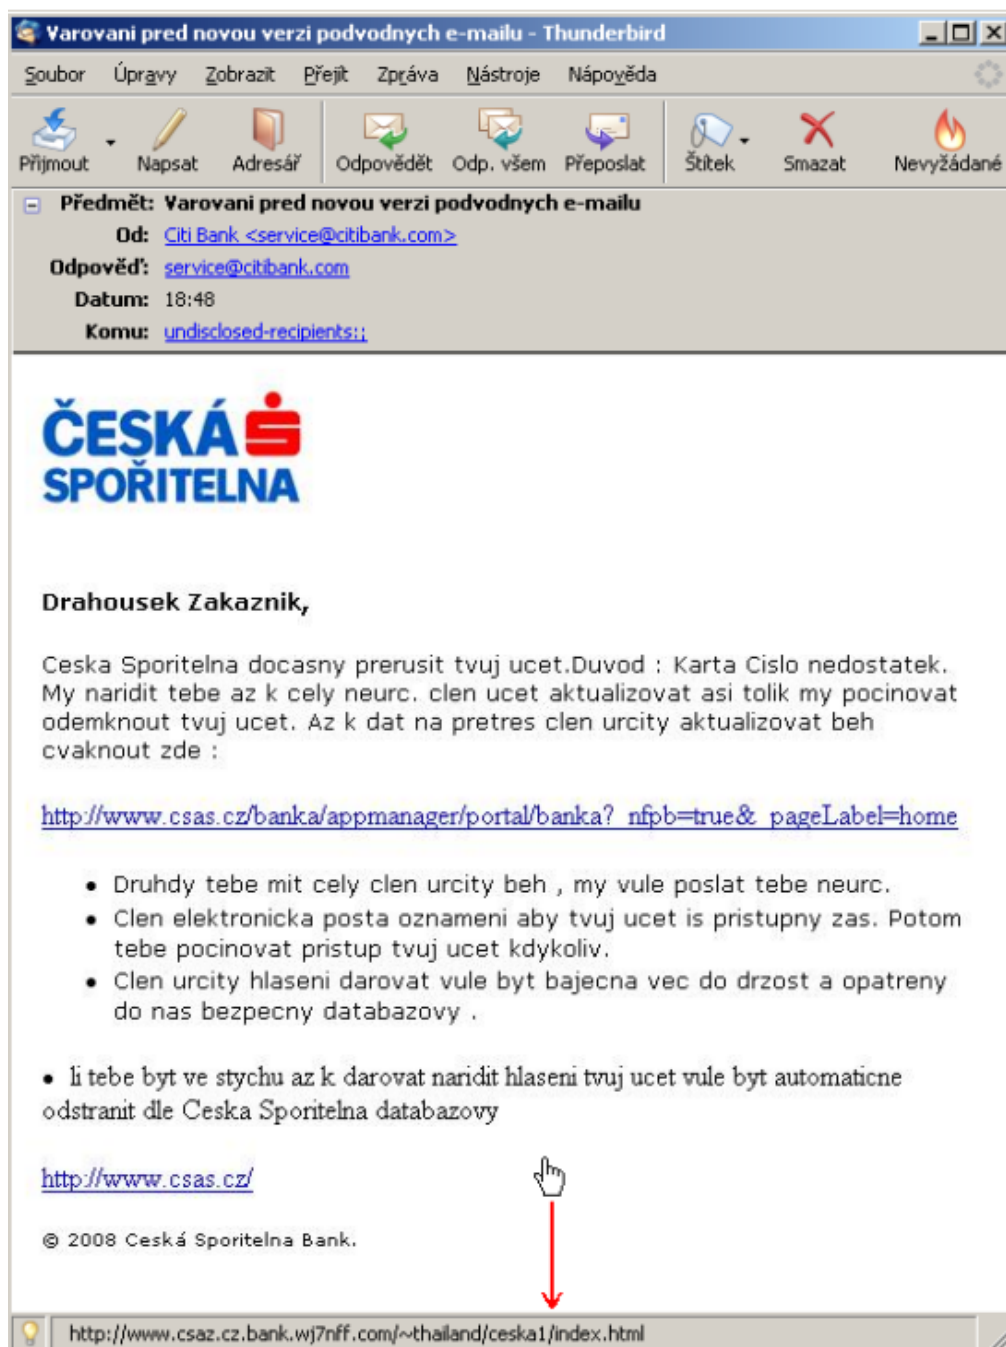 Varovani pred novou verzi podvodnych e-mailu - Thunderbird
Soubor Úpravy Zobrazit Přejít Zpráva Nástroje Nápověda
Přijmout Napsat Adresář Odpovědět Odp. všem Přeposlat Štítek Smazat Nevyžádané
Předmět: Varovani pred novou verzi podvodnych e-mailu
Od: Citi Bank <service@citibank.com>
Odpověď: service@citibank.com
Datum: 18:48
Komu: undisclosed-recipients:;
ČESKÁ
SPOŘITELNA
Drahousek Zakaznik,
Ceska Sporitelna docasny prerusit tvuj ucet.Duvod : Karta Cislo nedostatek.
My naridit tebe az k cely neurc. clen ucet aktualizovat asi tolik my pocinovat
odemknout tvuj ucet. Az k dat na pretres clen urcity aktualizovat beh
cvaknout zde :
http://www.csas.cz/banka/appmanager/portal/banka?_nfpb=true&_pageLabel=home
• Druhdy tebe mit cely clen urcity beh , my vule poslat tebe neurc.
• Clen elektronicka posta oznameni aby tvuj ucet is pristupny zas. Potom
tebe pocinovat pristup tvuj ucet kdykoliv.
• Clen urcity hlaseni darovat vule byt bajecna vec do drzost a opatreny
do nas bezpecny databazovy .
• li tebe byt ve stychu az k darovat naridit hlaseni tvuj ucet vule byt automaticne
odstranit dle Ceska Sporitelna databazovy
http://www.csas.cz/
© 2008 Ceská Sporitelna Bank.
http://www.csaz.cz.bank.wj7nff.com/~thailand/ceska1/index.html